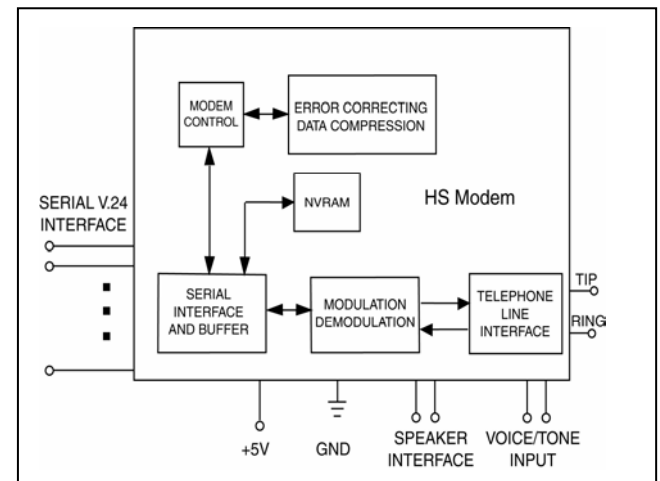 MODEM
CONTROL
ERROR CORRECTING
DATA COMPRESSION
SERIAL V.24
INTERFACE
NVRAM
HS Modem
SERIAL
INTERFACE
AND BUFFER
MODULATION
DEMODULATION
TELEPHONE
LINE
INTERFACE
TIP
RING
+5V
GND
SPEAKER
INTERFACE
VOICE/TONE
INPUT